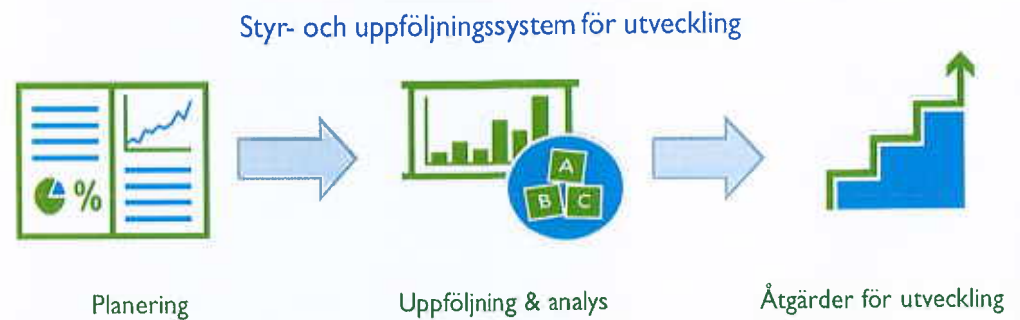 Styr- och uppföljningssystem för utveckling
%
A
B C
Planering
Uppföljning & analys
Åtgärder för utveckling